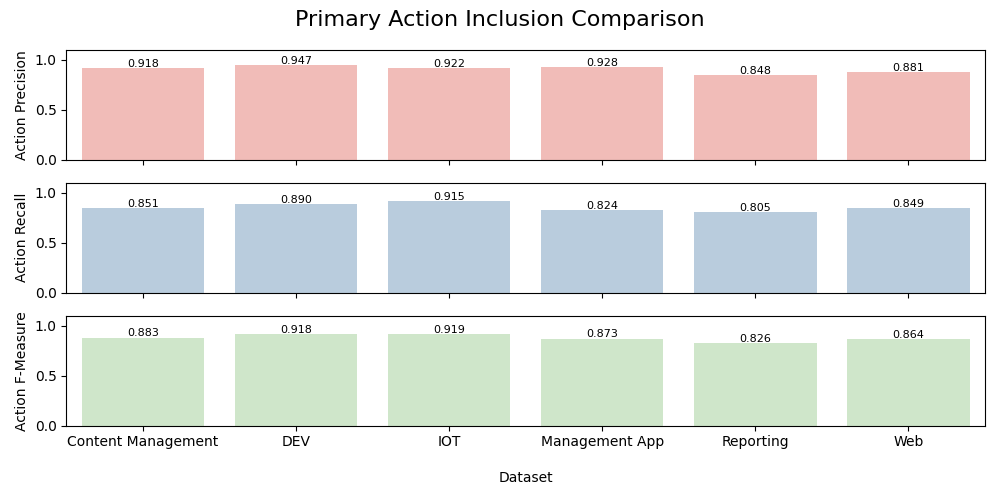 Primary Action Inclusion Comparison
Action Precision
1.0
0.5
0.0
0.918
0.947
0.922
0.928
0.848
0.881
Action Recall
1.0
0.5
0.0
0.851
0.890
0.915
0.824
0.805
0.849
Action F-Measure
1.0
0.5
0.0
0.883
0.918
0.919
0.873
0.826
0.864
Content Management
DEV
IOT
Management App
Reporting
Web
Dataset